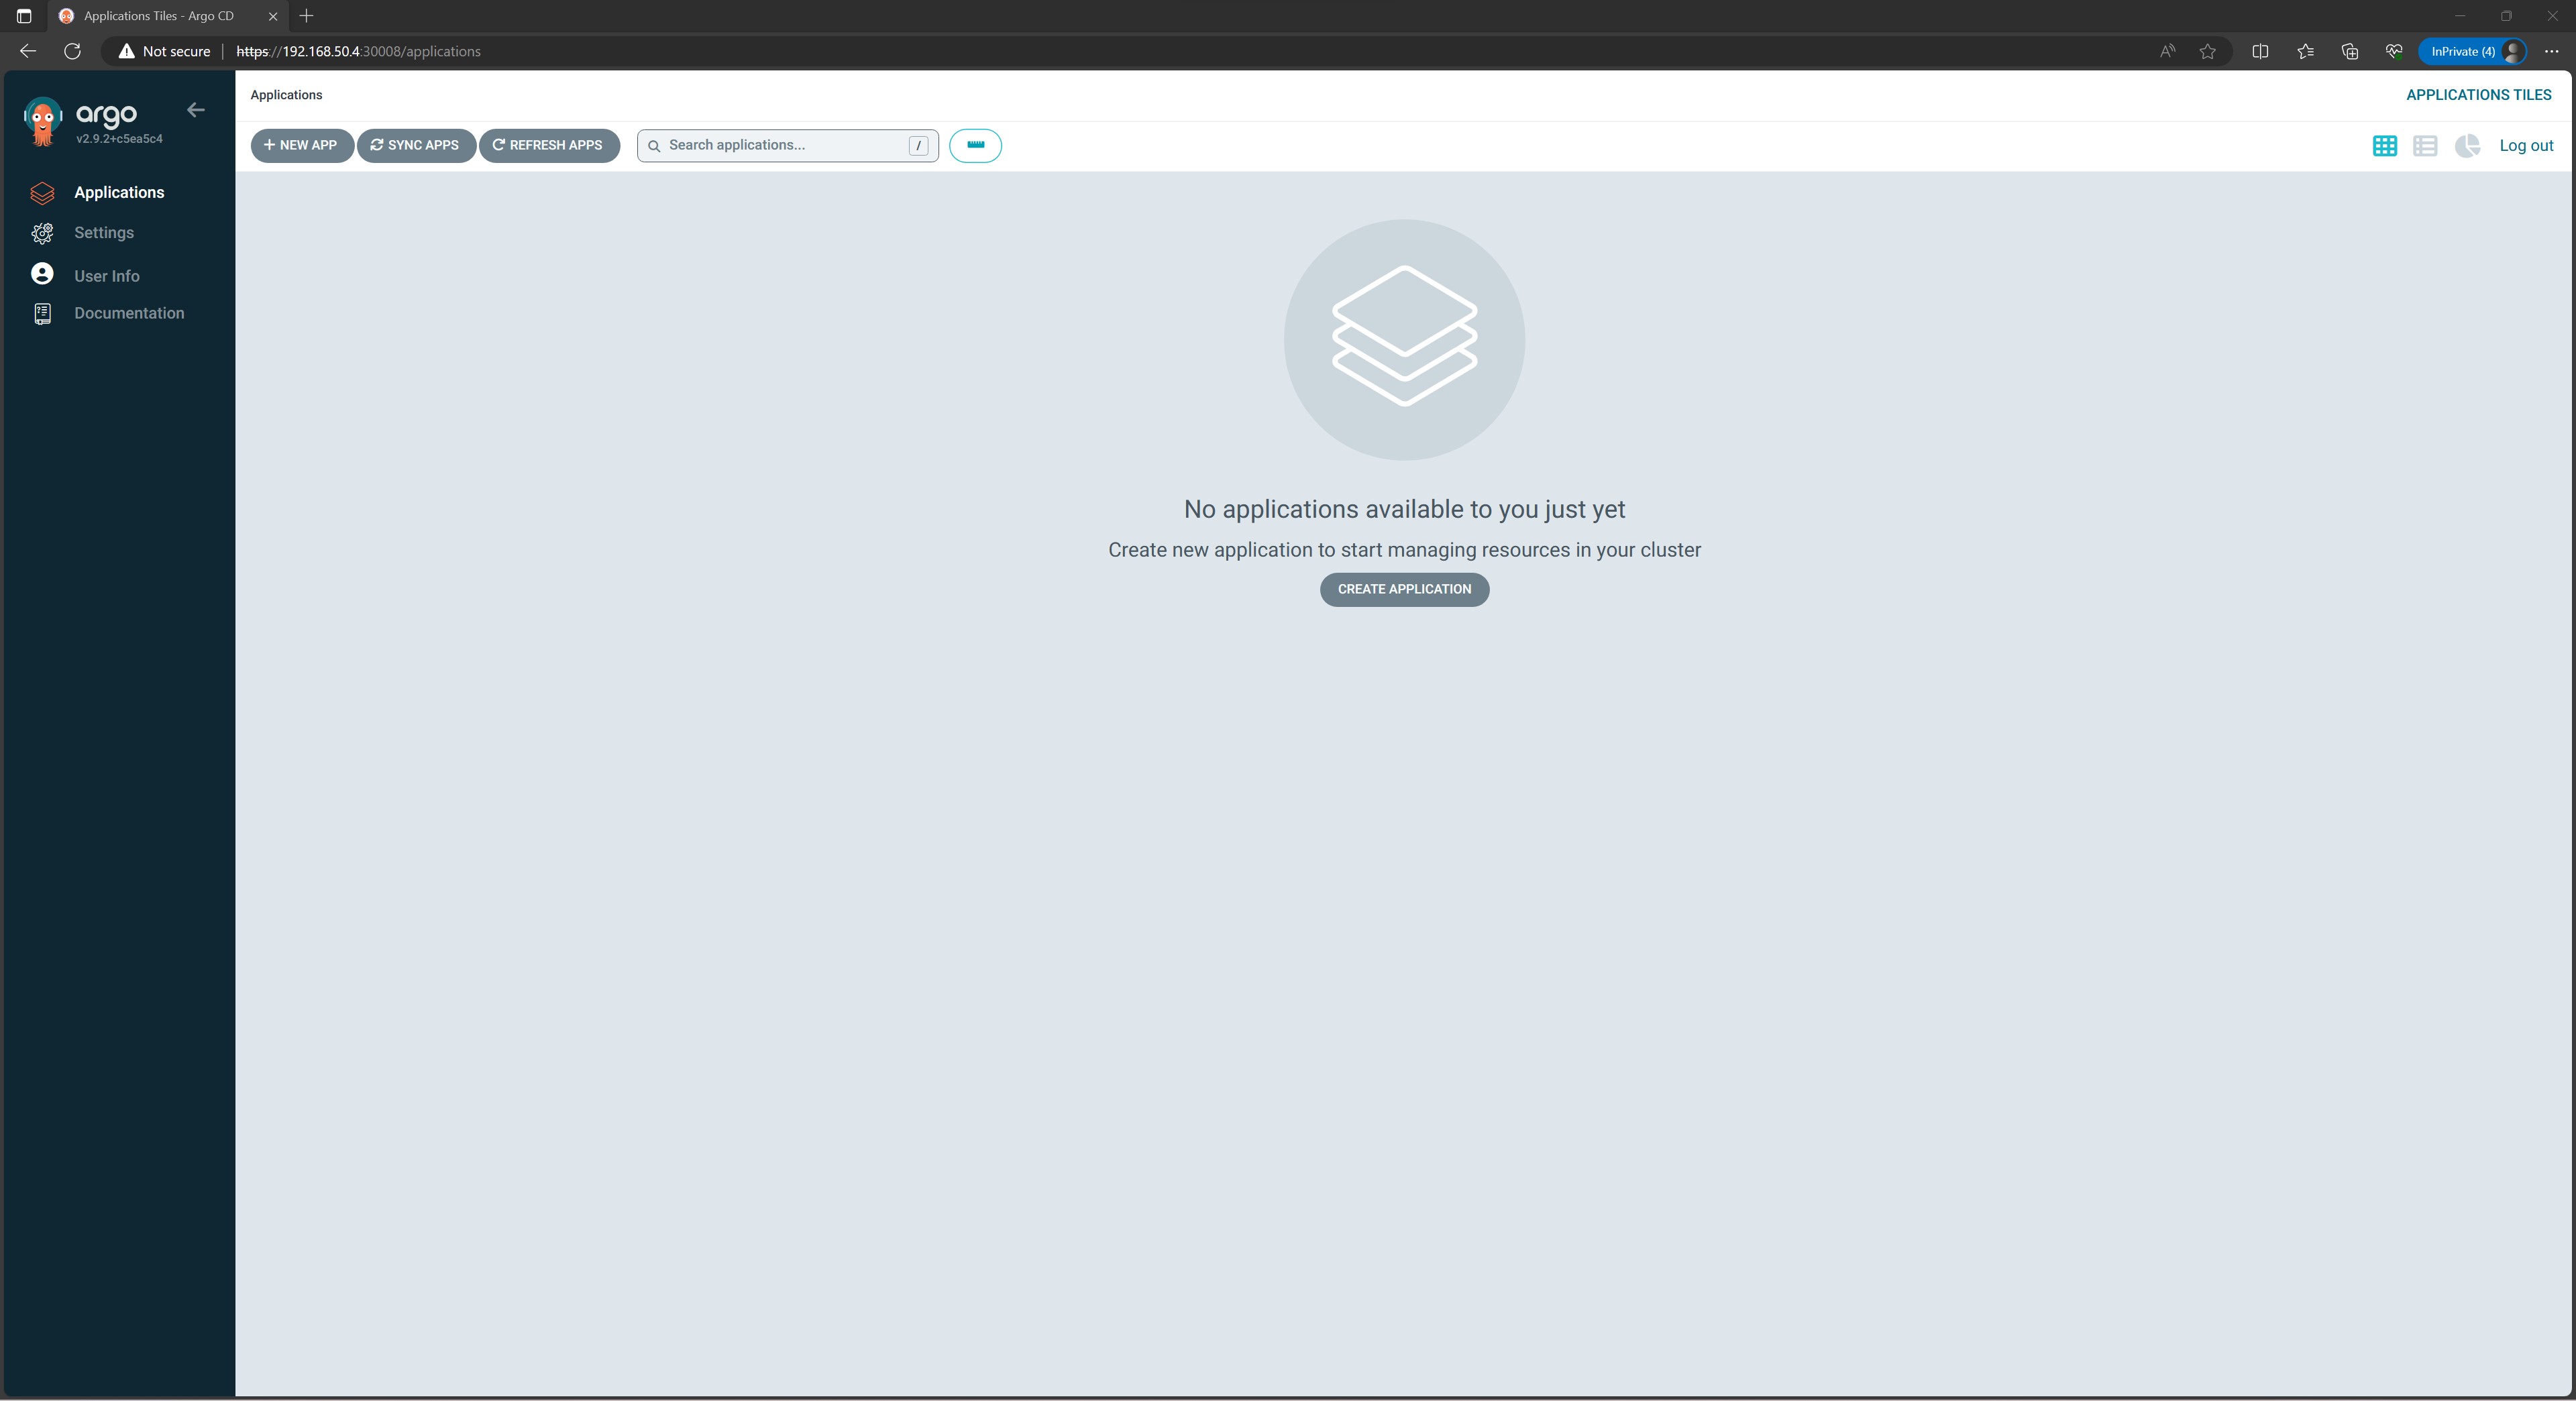 Applications Tiles - Argo CD
Not secure
https://192.168.50.4:30008/applications
InPrivate (4)
argo
v2.9.2+c5ea5c4
Applications
Settings
User Info
Documentation
Applications
APPLICATIONS TILES
+ NEW APP
SYNC APPS
REFRESH APPS
Search applications...
/
Log out
No applications available to you just yet
Create new application to start managing resources in your cluster
CREATE APPLICATION